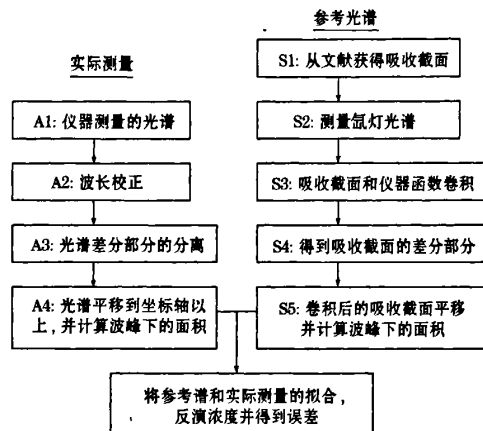 实际测量
A1: 仪器测量的光谱
A2: 波长校正
A3: 光谱差分部分的分离
A4: 光谱平移到坐标轴以
上,并计算波峰下的面积
参考光谱
S1: 从文献获得吸收截面
S2: 测量氙灯光谱
S3: 吸收截面和仪器函数卷积
S4: 得到吸收截面的差分部分
S5: 卷积后的吸收截面平移
并计算波峰下的面积
将参考谱和实际测量的拟合,
反演浓度并得到误差